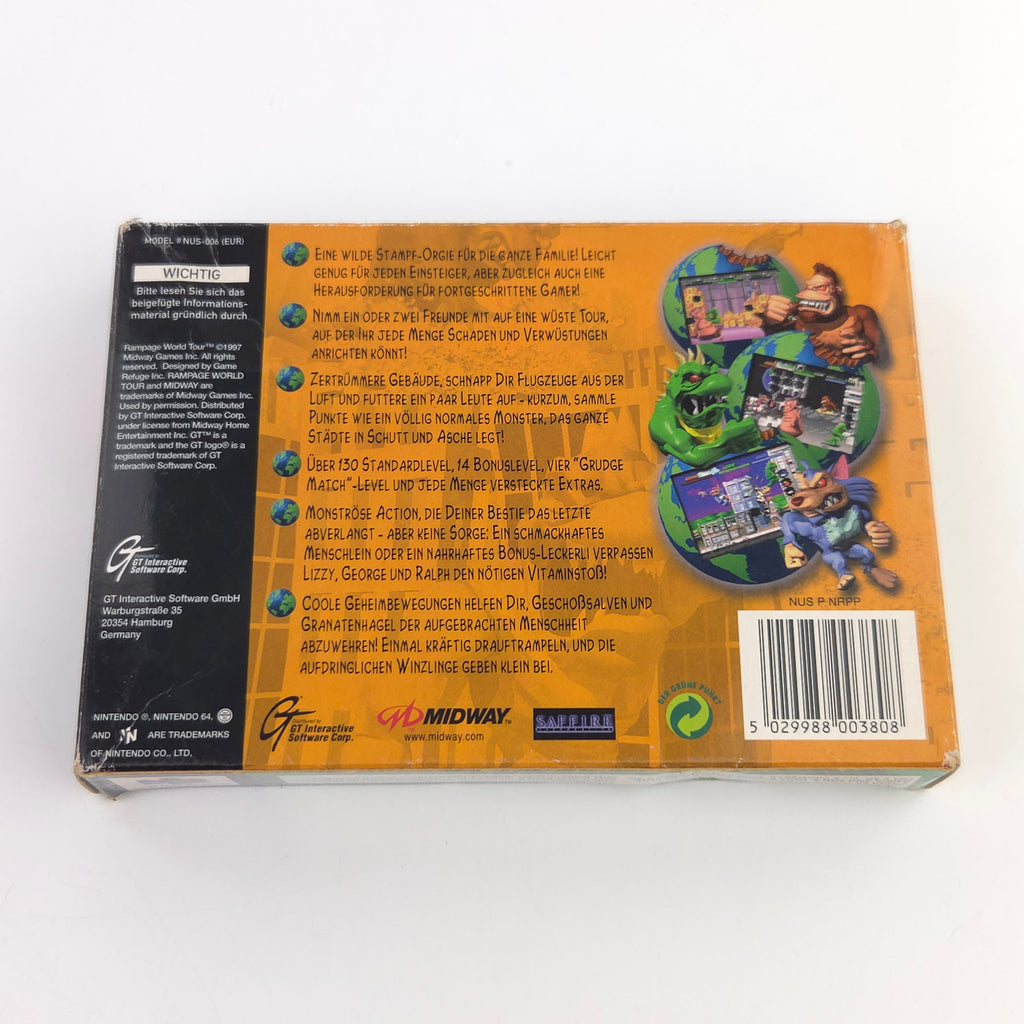 MODEL # NUS-006 (EUR)
WICHTIG
Bitte lesen Sie sich das
beigefügte Informations-
material gründlich durch
Rampage World Tour™ ©1997
Midway Games Inc. All rights
reserved. Designed by Game
Refuge Inc. RAMPAGE WORLD
TOUR and MIDWAY are
trademarks of Midway Games Inc.
Used by permission. Distributed
by GT Interactive Software Corp.
under license from Midway Home
Entertainment Inc. GT™ is a
trademark and the GT logo® is a
registered trademark of GT
Interactive Software Corp.
GT
Distributed by
GT Interactive
Software Corp.
GT Interactive Software GmbH
Warburgstraße 35
20354 Hamburg
Germany
NINTENDO ®, NINTENDO 64,
AND N ARE TRADEMARKS
OF NINTENDO CO., LTD.
EINE WILDE STAMPF-ORGIE FÜR DIE GANZE FAMILIE! LEICHT
GENUG FÜR JEDEN EINSTEIGER, ABER ZUGLEICH AUCH EINE
HERAUSFORDERUNG FÜR FORTGESCHRITTENE GAMER!
NIMM EIN ODER ZWEI FREUNDE MIT AUF EINE WÜSTE TOUR,
AUF DER IHR JEDE MENGE SCHADEN UND VERWÜSTUNGEN
ANRICHTEN KÖNNT!
ZERTRÜMMERE GEBÄUDE, SCHNAPP DIR FLUGZEUGE AUS DER
LUFT UND FUTTERE EIN PAAR LEUTE AUF - KURZUM, SAMMLE
PUNKTE WIE EIN VÖLLIG NORMALES MONSTER, DAS GANZE
STÄDTE IN SCHUTT UND ASCHE LEGT!
ÜBER 130 STANDARDLEVEL, 14 BONUSLEVEL, VIER "GRUDGE
MATCH"-LEVEL UND JEDE MENGE VERSTECKTE EXTRAS.
MONSTRÖSE ACTION, DIE DEINER BESTIE DAS LETZTE
ABVERLANGT - ABER KEINE SORGE: EIN SCHMACKHAFTES
MENSCHLEIN ODER EIN NAHRHAFTES BONUS-LECKERLI VERPASSEN
LIZZY, GEORGE UND RALPH DEN NÖTIGEN VITAMINSTOß!
COOLE GEHEIMBEWEGUNGEN HELFEN DIR, GESCHOßSALVEN UND
GRANATENHAGEL DER AUFGEBRACHTEN MENSCHHEIT
ABZUWEHREN! EINMAL KRÄFTIG DRAUFTRAMPELN, UND DIE
AUFDRINGLICHEN WINZLINGE GEBEN KLEIN BEI.
GT
Distributed by
GT Interactive
Software Corp.
MIDWAY™
www.midway.com
SAFFIRE
DER GRÜNE PUNKT
NUS P NRPP
5 029988 003808